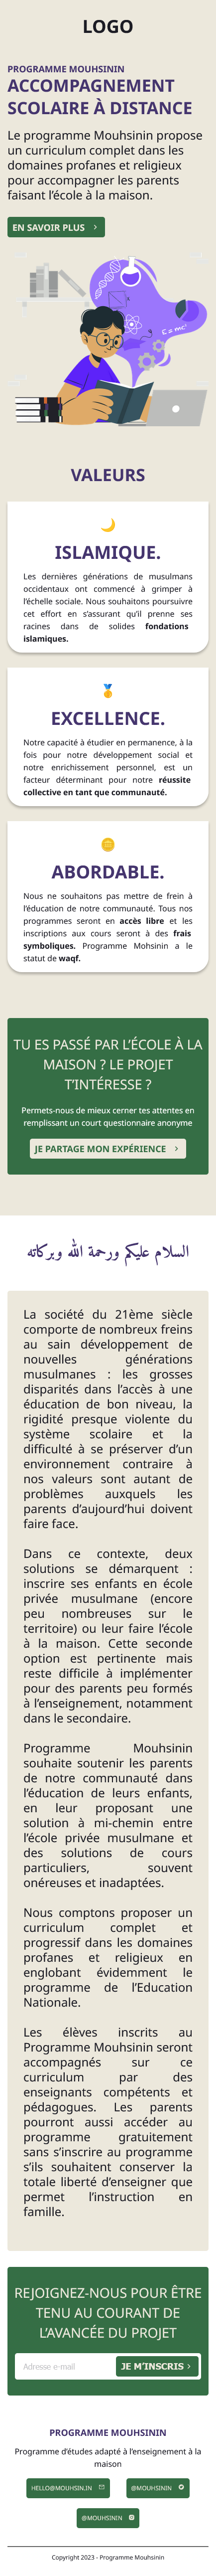 LOGO
PROGRAMME MOUHSININ
ACCOMPAGNEMENT
SCOLAIRE À DISTANCE
Le programme Mouhsinin propose
un curriculum complet dans les
domaines profanes et religieux
pour accompagner les parents
faisant l’école à la maison.
EN SAVOIR PLUS
E = mc²
VALEURS
ISLAMIQUE.
Les dernières générations de musulmans
occidentaux ont commencé à grimper à
l'échelle sociale. Nous souhaitons poursuivre
cet effort en s’assurant qu’il prenne ses
racines dans de solides fondations
islamiques.
EXCELLENCE.
Notre capacité à étudier en permanence, à la
fois pour notre développement social et
notre enrichissement personnel, est un
facteur déterminant pour notre réussite
collective en tant que communauté.
ABORDABLE.
Nous ne souhaitons pas mettre de frein à
l’éducation de notre communauté. Tous nos
programmes seront en accès libre et les
inscriptions aux cours seront à des frais
symboliques. Programme Mohsinin a le
statut de waqf.
TU ES PASSÉ PAR L’ÉCOLE À LA
MAISON ? LE PROJET
T’INTÉRESSE ?
Permets-nous de mieux cerner tes attentes en
remplissant un court questionnaire anonyme
JE PARTAGE MON EXPÉRIENCE
السلام عليكم ورحمة الله وبركاته
La société du 21ème siècle
comporte de nombreux freins
au sain développement de
nouvelles générations
musulmanes : les grosses
disparités dans l’accès à une
éducation de bon niveau, la
rigidité presque violente du
système scolaire et la
difficulté à se préserver d’un
environnement contraire à
nos valeurs sont autant de
problèmes auxquels les
parents d’aujourd’hui doivent
faire face.
Dans ce contexte, deux
solutions se démarquent :
inscrire ses enfants en école
privée musulmane (encore
peu nombreuses sur le
territoire) ou leur faire l’école
à la maison. Cette seconde
option est pertinente mais
reste difficile à implémenter
pour des parents peu formés
à l’enseignement, notamment
dans le secondaire.
Programme Mouhsinin
souhaite soutenir les parents
de notre communauté dans
l’éducation de leurs enfants,
en leur proposant une
solution à mi-chemin entre
l’école privée musulmane et
des solutions de cours
particuliers, souvent
onéreuses et inadaptées.
Nous comptons proposer un
curriculum complet et
progressif dans les domaines
profanes et religieux en
englobant évidemment le
programme de l’Education
Nationale.
Les élèves inscrits au
Programme Mouhsinin seront
accompagnés sur ce
curriculum par des
enseignants compétents et
pédagogues. Les parents
pourront aussi accéder au
programme gratuitement
sans s’inscrire au programme
s’ils souhaitent conserver la
totale liberté d’enseigner que
permet l’instruction en
famille.
REJOIGNEZ-NOUS POUR ÊTRE
TENU AU COURANT DE
L’AVANCÉE DU PROJET
Adresse e-mail
JE M’INSCRIS
PROGRAMME MOUHSININ
Programme d’études adapté à l’enseignement à la
maison
HELLO@MOUHSIN.IN
@MOUHSININ
@MOUHSININ
Copyright 2023 - Programme Mouhsinin